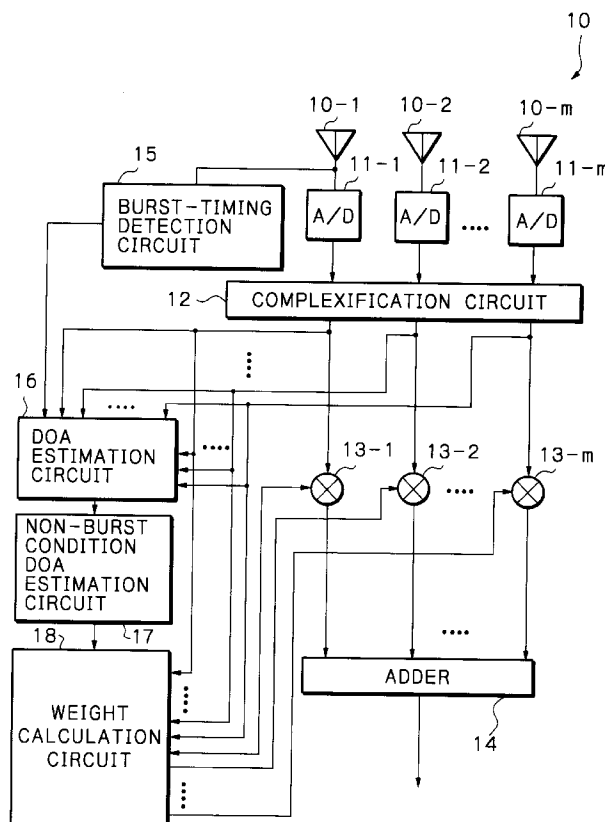 10
10-1
10-2
10-m
15
11-1
11-2
11-m
BURST-TIMING
DETECTION
CIRCUIT
A/D
A/D
....
A/D
12
COMPLEXIFICATION CIRCUIT
....
16
....
DOA
ESTIMATION
CIRCUIT
....
13-1
13-2
....
13-m
NON-BURST
CONDITION
DOA
ESTIMATION
CIRCUIT
17
18
....
ADDER
14
....
WEIGHT
CALCULATION
CIRCUIT
....